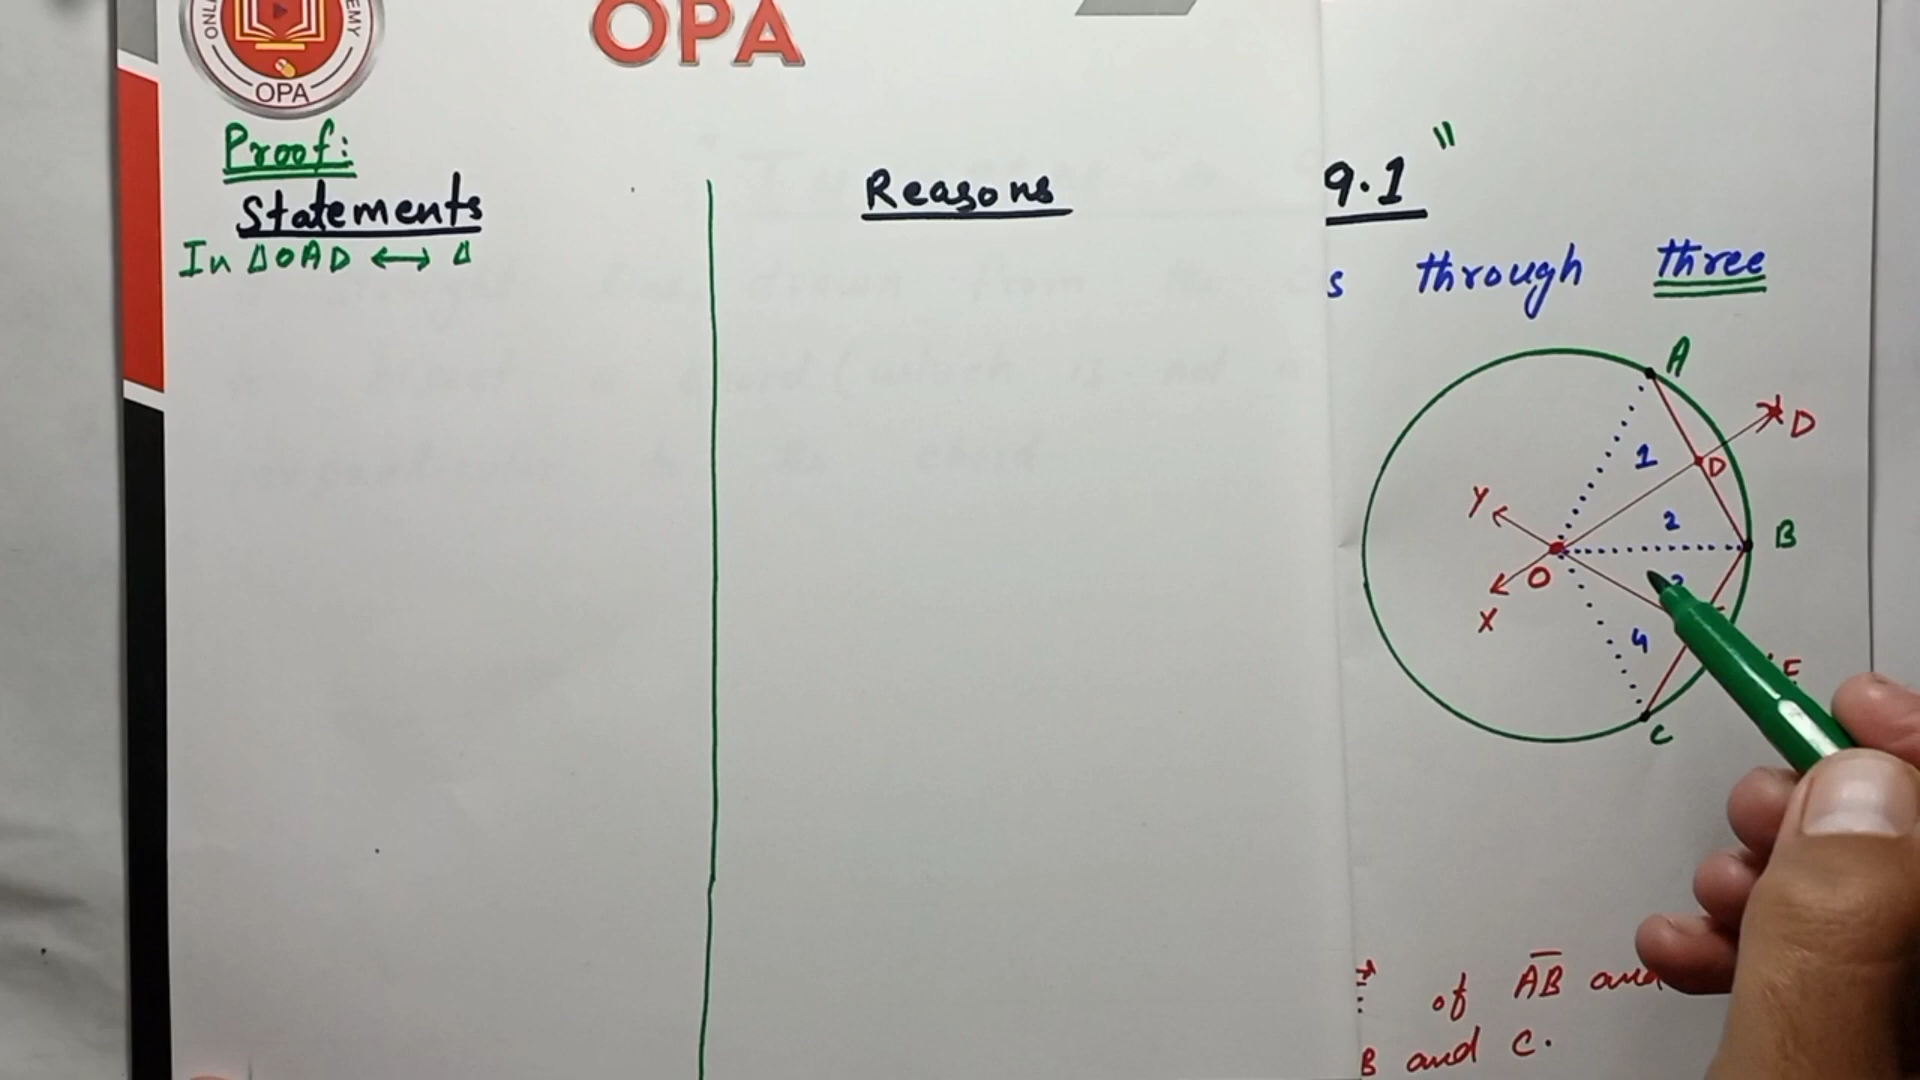 OPA
OPA
Proof:
Statements
Reasons
9.1"
In ΔOAD ↔ Δ
s through three
A
D
1
D
Y
2
B
O
X
4
E
C
of AB and
B and C.